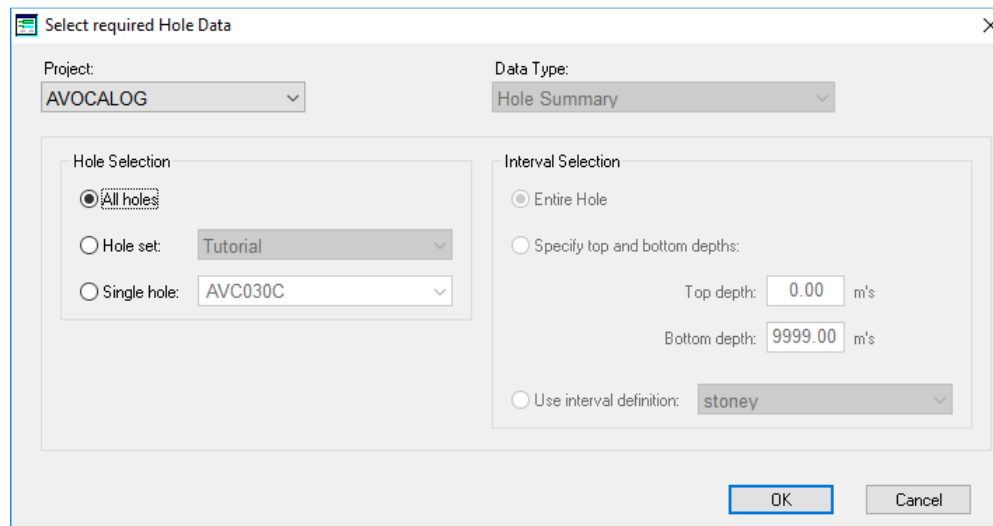 Select required Hole Data
Project:
AVOCALOG
Data Type:
Hole Summary
Hole Selection
All holes
Hole set: Tutorial
Single hole: AVC030C
Interval Selection
Entire Hole
Specify top and bottom depths:
Top depth: 0.00 m's
Bottom depth: 9999.00 m's
Use interval definition: stoney
OK Cancel